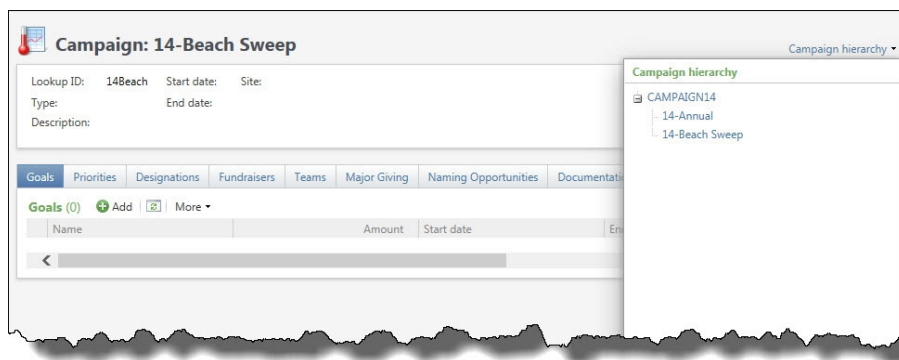 Campaign: 14-Beach Sweep
Campaign hierarchy
Lookup ID: 14Beach Start date: Site:
Type: End date:
Description:
Campaign hierarchy
CAMPAIGN14
14-Annual
14-Beach Sweep
Goals Priorities Designations Fundraisers Teams Major Giving Naming Opportunities Documentati
Goals (0) Add More
Name Amount Start date En